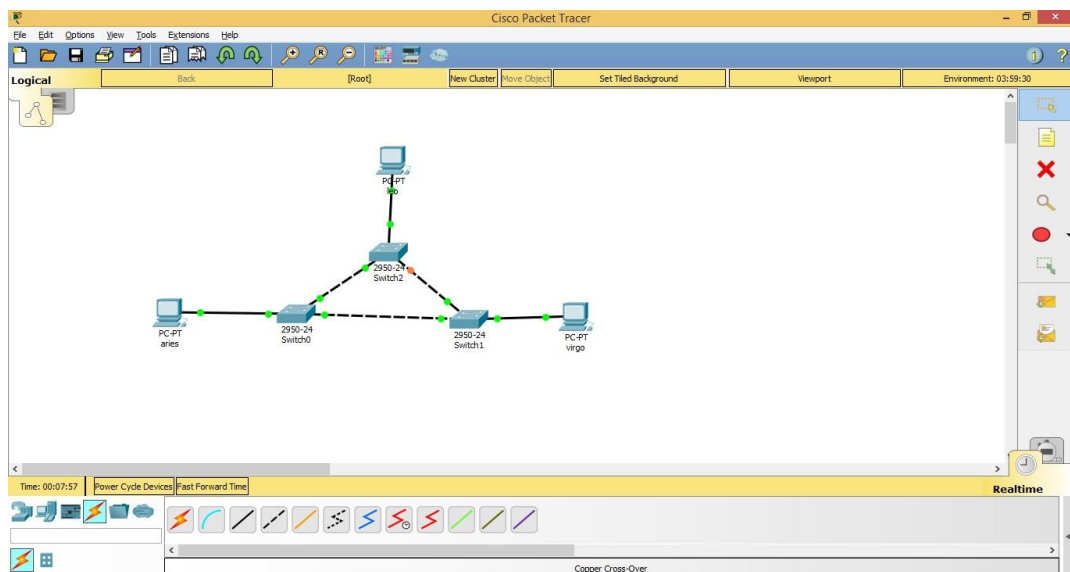 Cisco Packet Tracer
File Edit Options View Tools Extensions Help
Logical Back [Root] New Cluster Move Object Set Tiled Background Viewport Environment: 03:59:30
PC-PT
2950-24
Switch2
PC-PT
aries
2950-24
Switch0
2950-24
Switch1
PC-PT
virgo
Time: 00:07:57 Power Cycle Devices Fast Forward Time Realtime
Copper Cross-Over